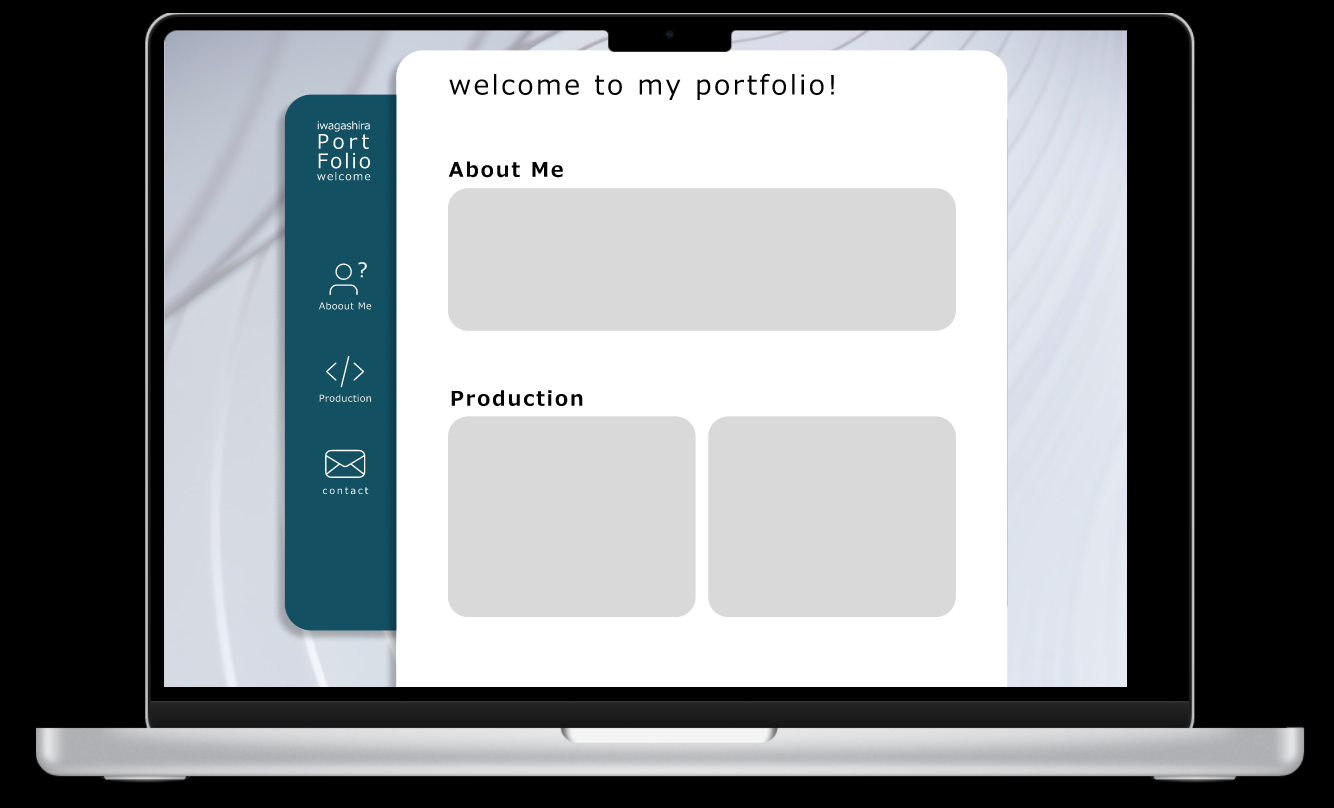 welcome to my portfolio!
iwagashira
Port
Folio
welcome
About Me
?
Aboout Me
Production
Production
contact